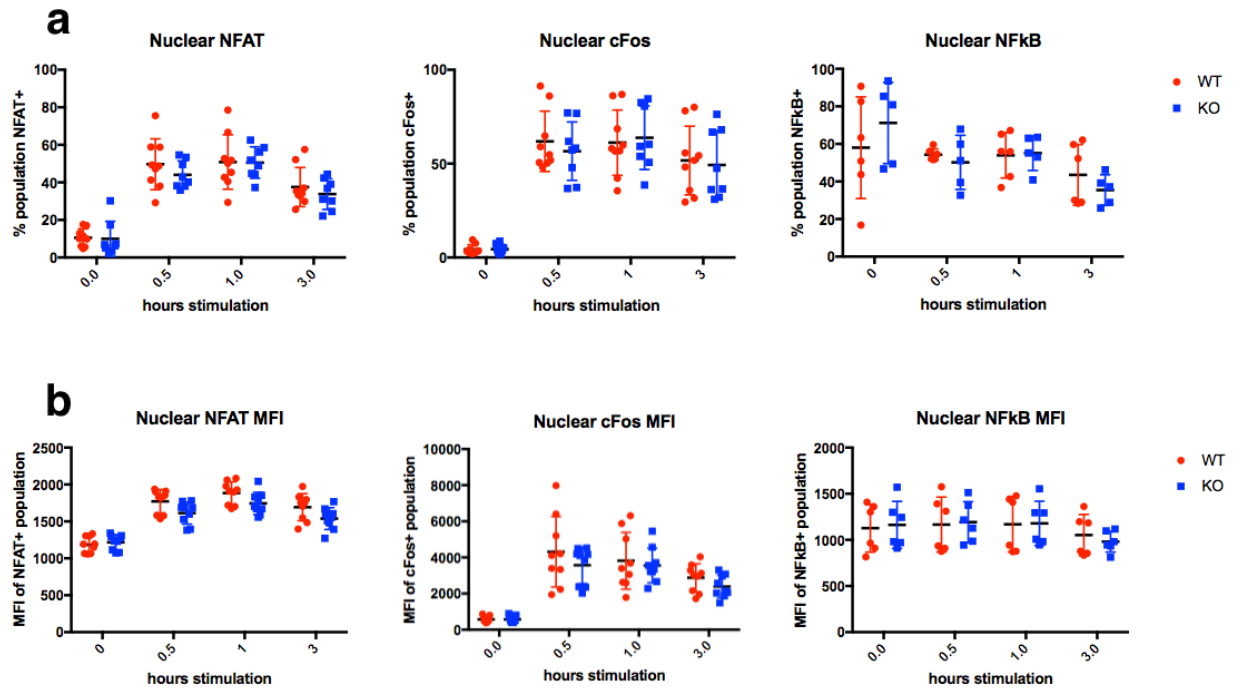 a
Nuclear NFAT
% population NFAT+
100
80
60
40
20
0
0.0
0.5
1.0
3.0
hours stimulation
Nuclear cFos
% population cFos+
100
50
0
0
0.5
1
3
hours stimulation
Nuclear NFkB
% population NFkB+
100
80
60
40
20
0
0
0.5
1
3
hours stimulation
WT
KO
b
Nuclear NFAT MFI
MFI of NFAT+ population
2500
2000
1500
1000
500
0
0
0.5
1
3
hours stimulation
Nuclear cFos MFI
MFI of cFos+ population
10000
8000
6000
4000
2000
0
0.0
0.5
1.0
3.0
hours stimulation
Nuclear NFkB MFI
MFI of NFkB+ population
2000
1500
1000
500
0
0.0
0.5
1.0
3.0
hours stimulation
WT
KO